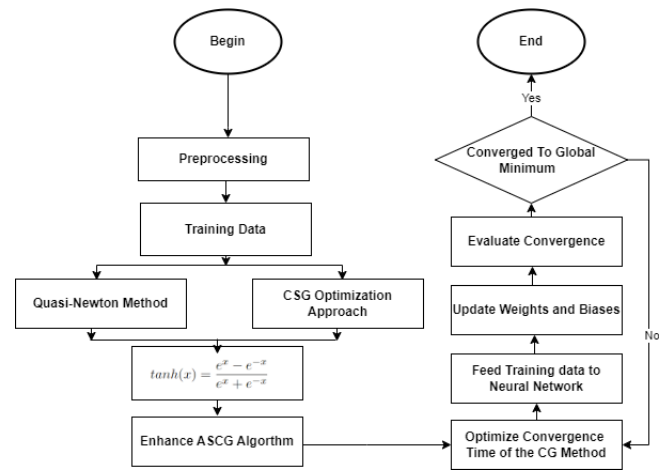 Begin
Preprocessing
Training Data
Quasi-Newton Method
CSG Optimization
Approach
tanh(x) = \frac{e^x - e^{-x}}{e^x + e^{-x}}
Enhance ASCG Algorthm
Optimize Convergence
Time of the CG Method
Feed Training data to
Neural Network
Update Weights and Biases
Evaluate Convergence
Converged To Global
Minimum
No
Yes
End